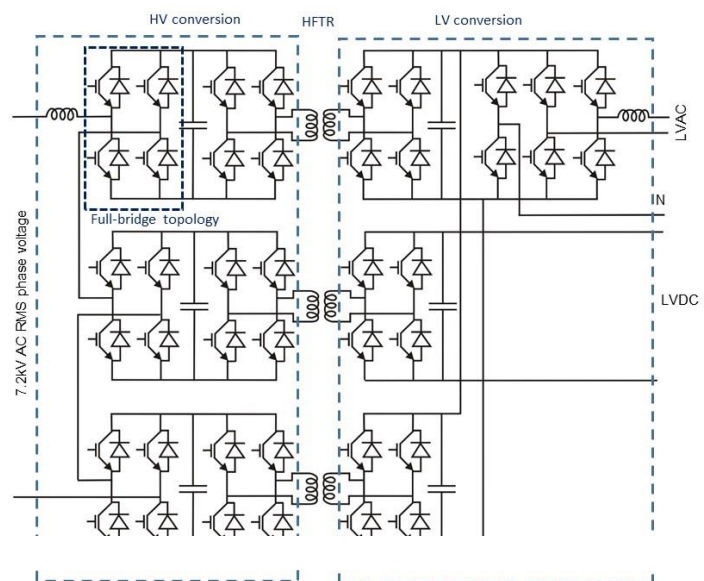 HV conversion
HFTR
LV conversion
LVAC
Full-bridge topology
N
7.2kV AC RMS phase voltage
LVDC